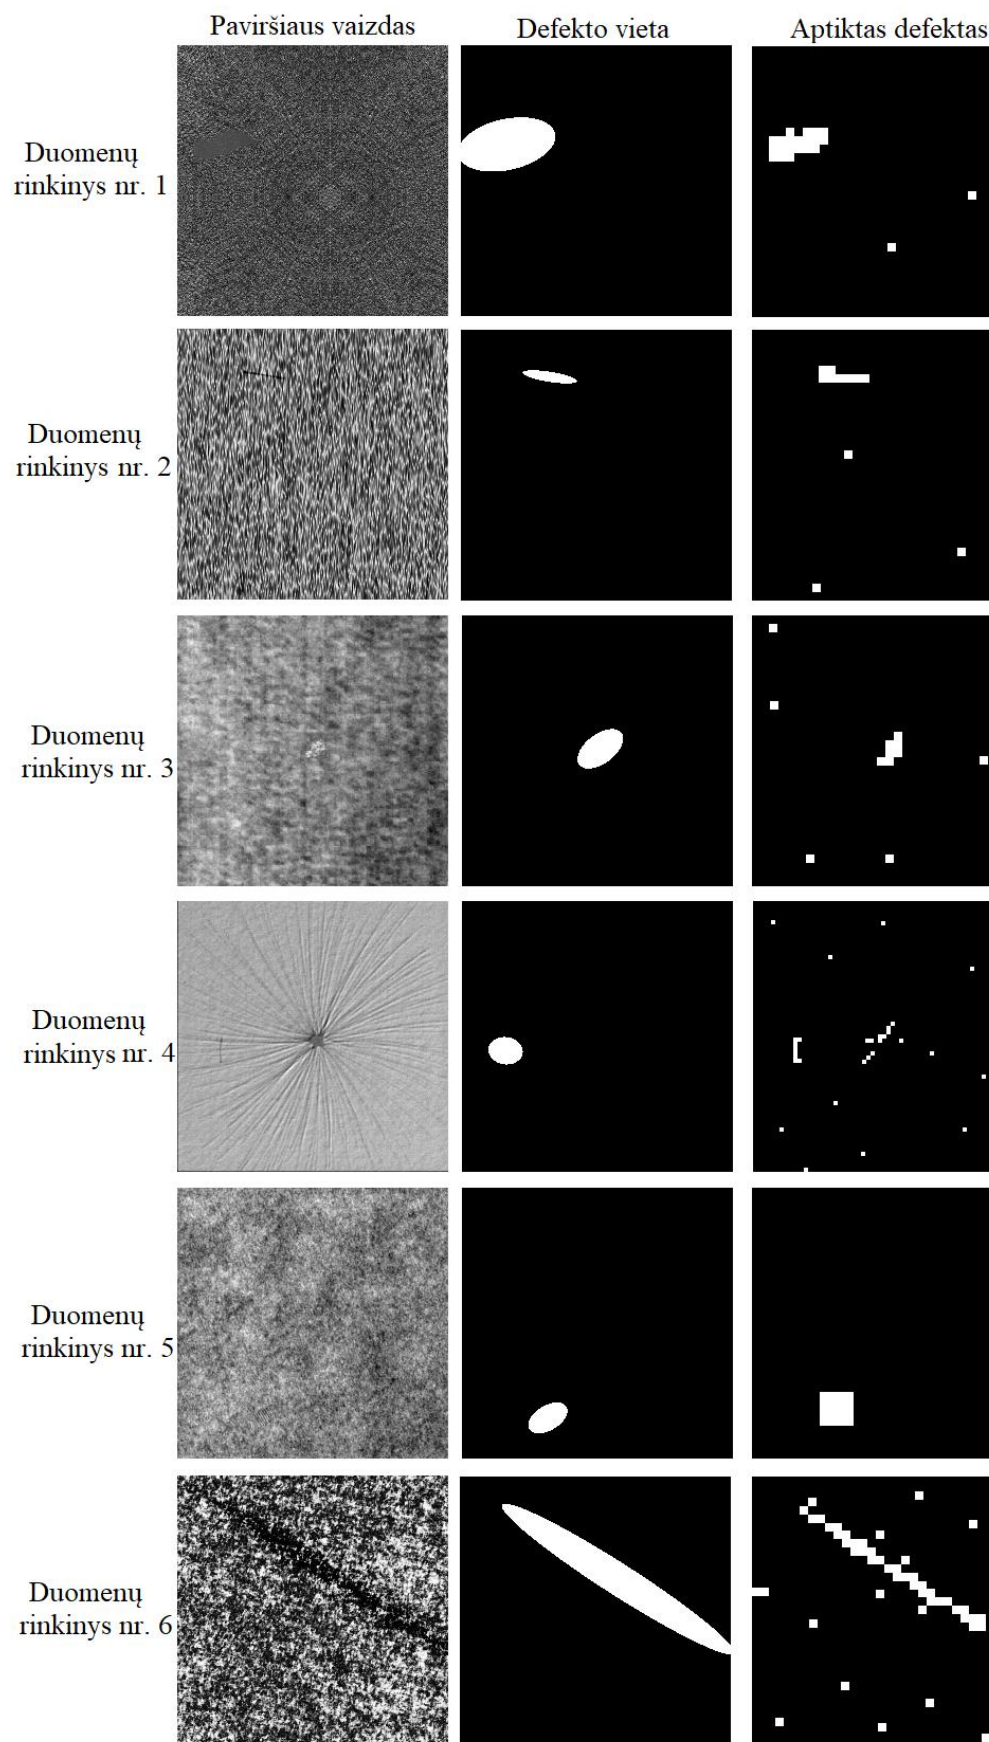 Paviršiaus vaizdas
Defekto vieta
Aptiktas defektas
Duomenų
rinkinys nr. 1
Duomenų
rinkinys nr. 2
Duomenų
rinkinys nr. 3
Duomenų
rinkinys nr. 4
Duomenų
rinkinys nr. 5
Duomenų
rinkinys nr. 6